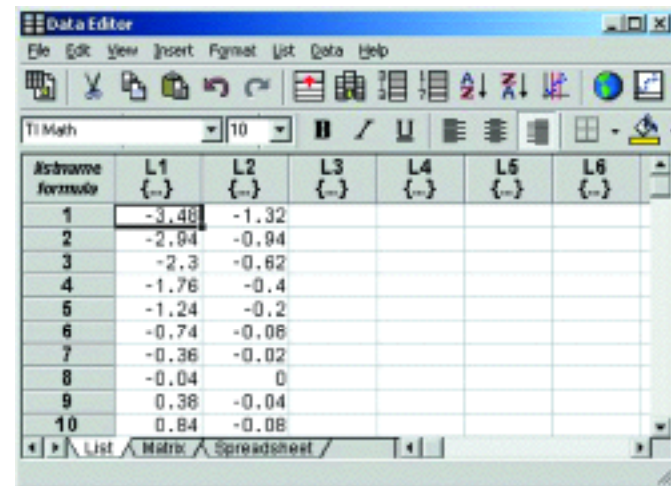 Data Editor
File Edit View Insert Format List Data Help
TI Math 10 B I U
listname L1 L2 L3 L4 L5 L6
formula {...} {...} {...} {...} {...} {...}
1 -3.48 -1.32
2 -2.94 -0.94
3 -2.3 -0.62
4 -1.76 -0.4
5 -1.24 -0.2
6 -0.74 -0.08
7 -0.36 -0.02
8 -0.04 0
9 0.38 -0.04
10 0.84 -0.08
List Matrix Spreadsheet